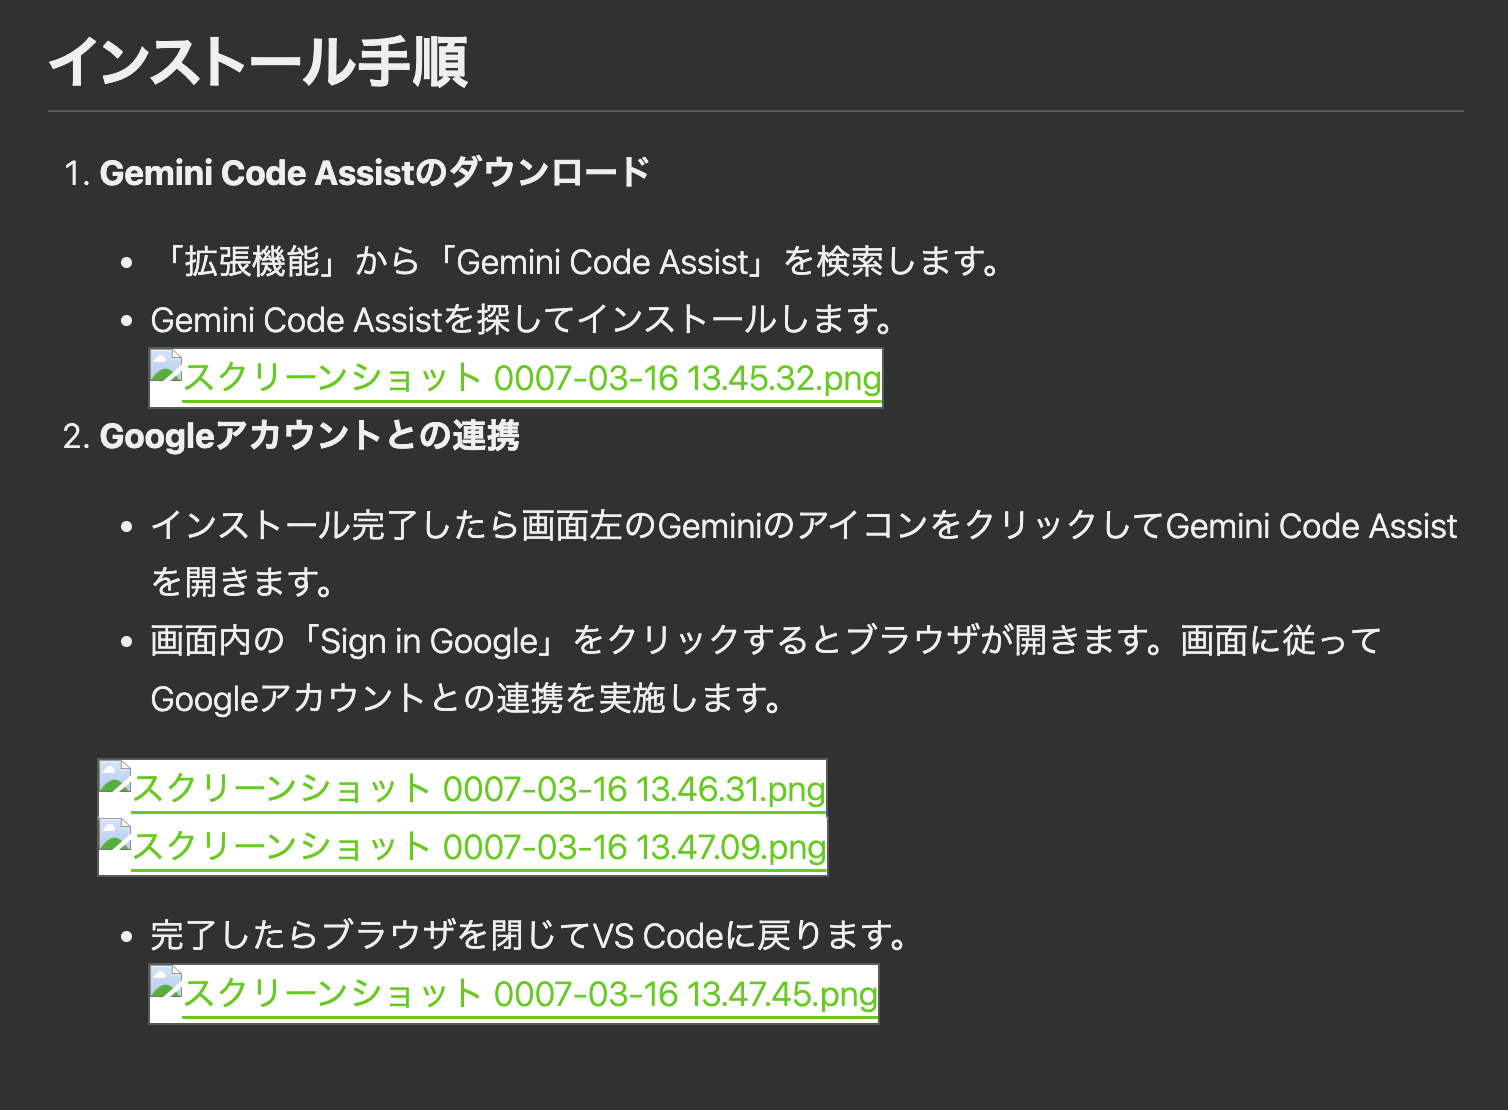 インストール手順
1. Gemini Code Assistのダウンロード
• 「拡張機能」から「Gemini Code Assist」を検索します。
• Gemini Code Assistを探してインストールします。
スクリーンショット 0007-03-16 13.45.32.png
2. Googleアカウントとの連携
• インストール完了したら画面左のGeminiのアイコンをクリックしてGemini Code Assist
を開きます。
• 画面内の「Sign in Google」をクリックするとブラウザが開きます。画面に従って
Googleアカウントとの連携を実施します。
スクリーンショット 0007-03-16 13.46.31.png
スクリーンショット 0007-03-16 13.47.09.png
• 完了したらブラウザを閉じてVS Codeに戻ります。
スクリーンショット 0007-03-16 13.47.45.png